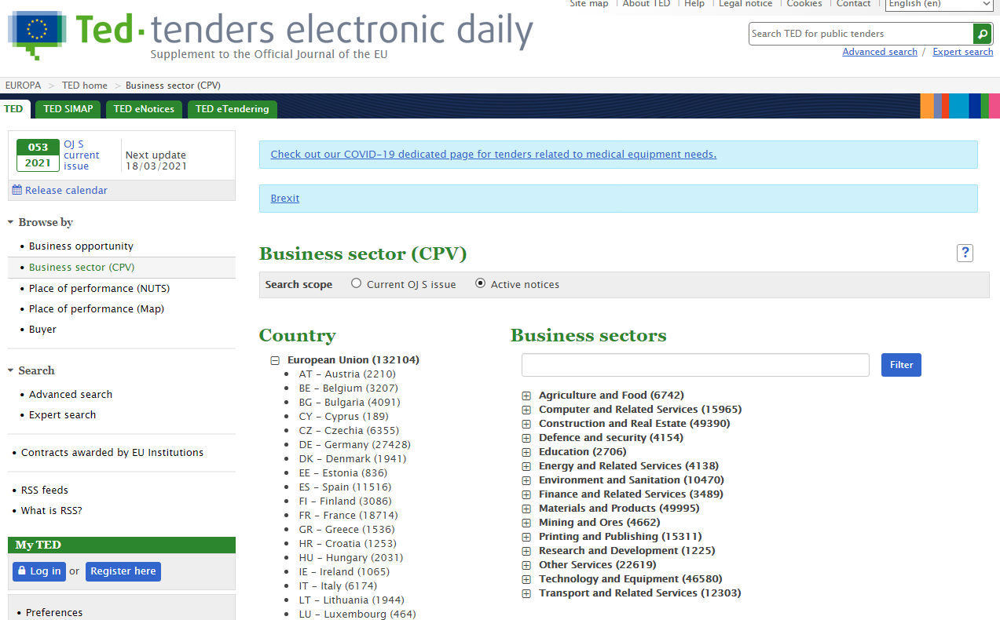 Site map | About TED | Help | Legal notice | Cookies | Contact | English (en)
Ted· tenders electronic daily
Supplement to the Official Journal of the EU
Search TED for public tenders
Advanced search / Expert search
EUROPA > TED home > Business sector (CPV)
TED TED SIMAP TED eNotices TED eTendering
053
2021
OJ S
current
issue
Next update
18/03/2021
Release calendar
Browse by
• Business opportunity
• Business sector (CPV)
• Place of performance (NUTS)
• Place of performance (Map)
• Buyer
Search
• Advanced search
• Expert search
• Contracts awarded by EU Institutions
• RSS feeds
• What is RSS?
My TED
Log in or Register here
• Preferences
Check out our COVID-19 dedicated page for tenders related to medical equipment needs.
Brexit
Business sector (CPV) ?
Search scope Current OJ S issue Active notices
Country
European Union (132104)
• AT - Austria (2210)
• BE - Belgium (3207)
• BG - Bulgaria (4091)
• CY - Cyprus (189)
• CZ - Czechia (6355)
• DE - Germany (27428)
• DK - Denmark (1941)
• EE - Estonia (836)
• ES - Spain (11516)
• FI - Finland (3086)
• FR - France (18714)
• GR - Greece (1536)
• HR - Croatia (1253)
• HU - Hungary (2031)
• IE - Ireland (1065)
• IT - Italy (6174)
• LT - Lithuania (1944)
• LU - Luxembourg (464)
Business sectors
Filter
Agriculture and Food (6742)
Computer and Related Services (15965)
Construction and Real Estate (49390)
Defence and security (4154)
Education (2706)
Energy and Related Services (4138)
Environment and Sanitation (10470)
Finance and Related Services (3489)
Materials and Products (49995)
Mining and Ores (4662)
Printing and Publishing (15311)
Research and Development (1225)
Other Services (22619)
Technology and Equipment (46580)
Transport and Related Services (12303)